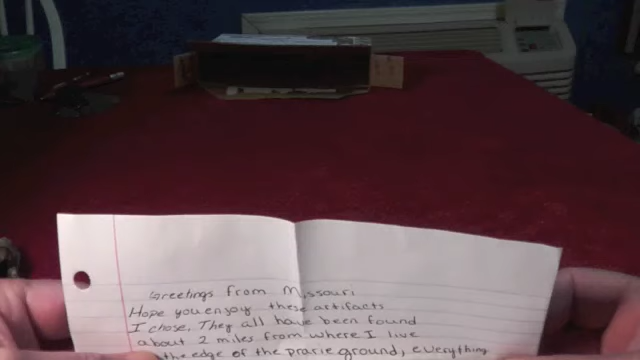 Greetings from Missouri
Hope you enjoy these artifacts
I chose. They all have been found
about 2 miles from where I live
the edge of the prarie ground, everything